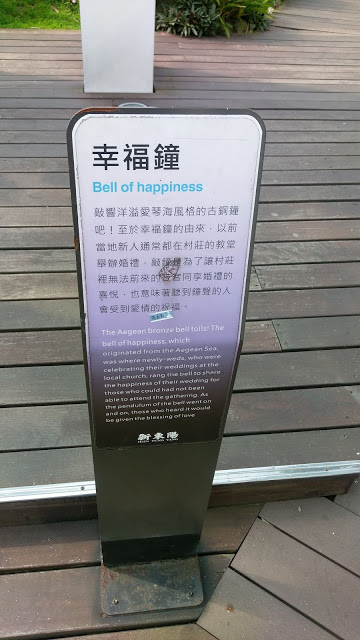 幸福鐘
Bell of happiness
敲響洋溢愛琴海風格的古銅鐘
吧！至於幸福鐘的由來，以前
當地新人通常都在村莊的教堂
舉辦婚禮，敲鐘是為了讓村莊
裡無法前來的 君同享婚禮的
喜悅，也意味著聽到鐘聲的人
會受到愛情的祝福。
The Aegean bronze bell tolls! The
bell of happiness, which
originated from the Aegean Sea,
was where newly-weds, who were
celebrating their weddings at the
local church, rang the bell to share
the happiness of their wedding for
those who could had not been
able to attend the gathering. As
the pendulum of the bell went on
and on, those who heard it would
be given the blessing of love
新東陽